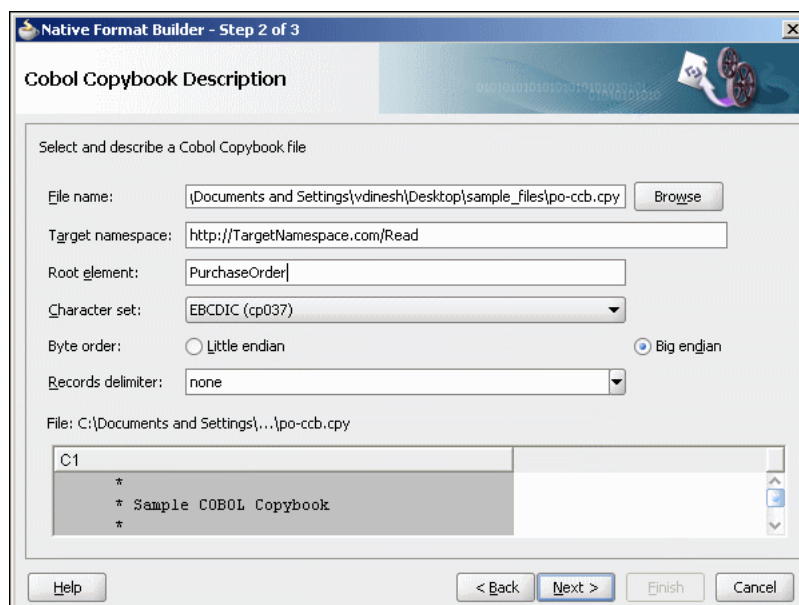 Native Format Builder - Step 2 of 3
Cobol Copybook Description
0101010101010101010101010101
01010101010
Select and describe a Cobol Copybook file
File name: \Documents and Settings\vdinesh\Desktop\sample_files\po-ccb.cpy Browse
Target namespace: http://TargetNamespace.com/Read
Root element: PurchaseOrder
Character set: EBCDIC (cp037)
Byte order: Little endian Big endian
Records delimiter: none
File: C:\Documents and Settings\...\po-ccb.cpy
C1
*
* Sample COBOL Copybook
*
Help < Back Next > Finish Cancel